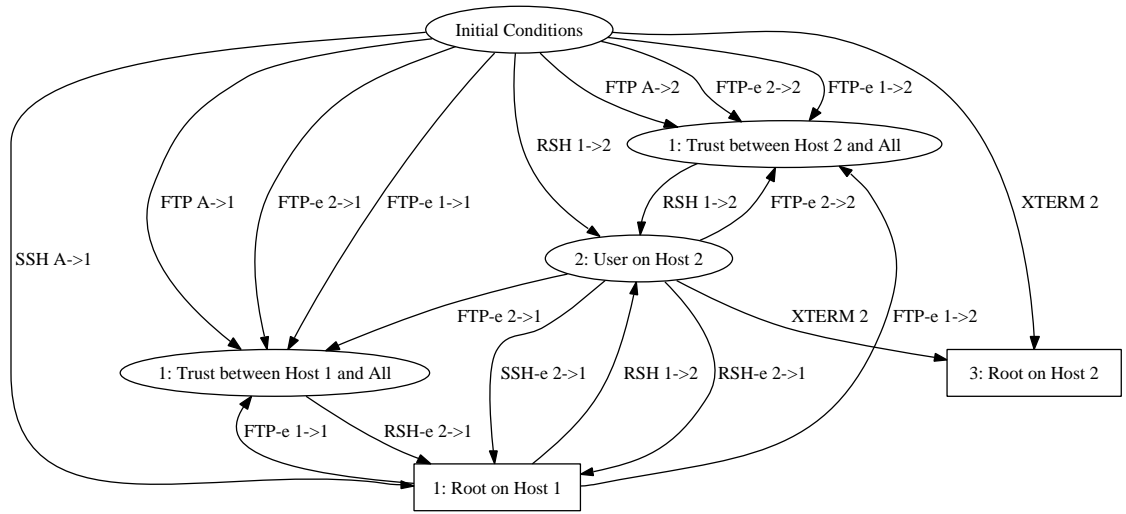 Initial Conditions
FTP A->2
FTP-e 2->2
FTP-e 1->2
RSH 1->2
1: Trust between Host 2 and All
FTP A->1
FTP-e 2->1
FTP-e 1->1
RSH 1->2
FTP-e 2->2
XTERM 2
SSH A->1
2: User on Host 2
FTP-e 2->1
XTERM 2
FTP-e 1->2
1: Trust between Host 1 and All
SSH-e 2->1
RSH 1->2
RSH-e 2->1
3: Root on Host 2
FTP-e 1->1
RSH-e 2->1
1: Root on Host 1